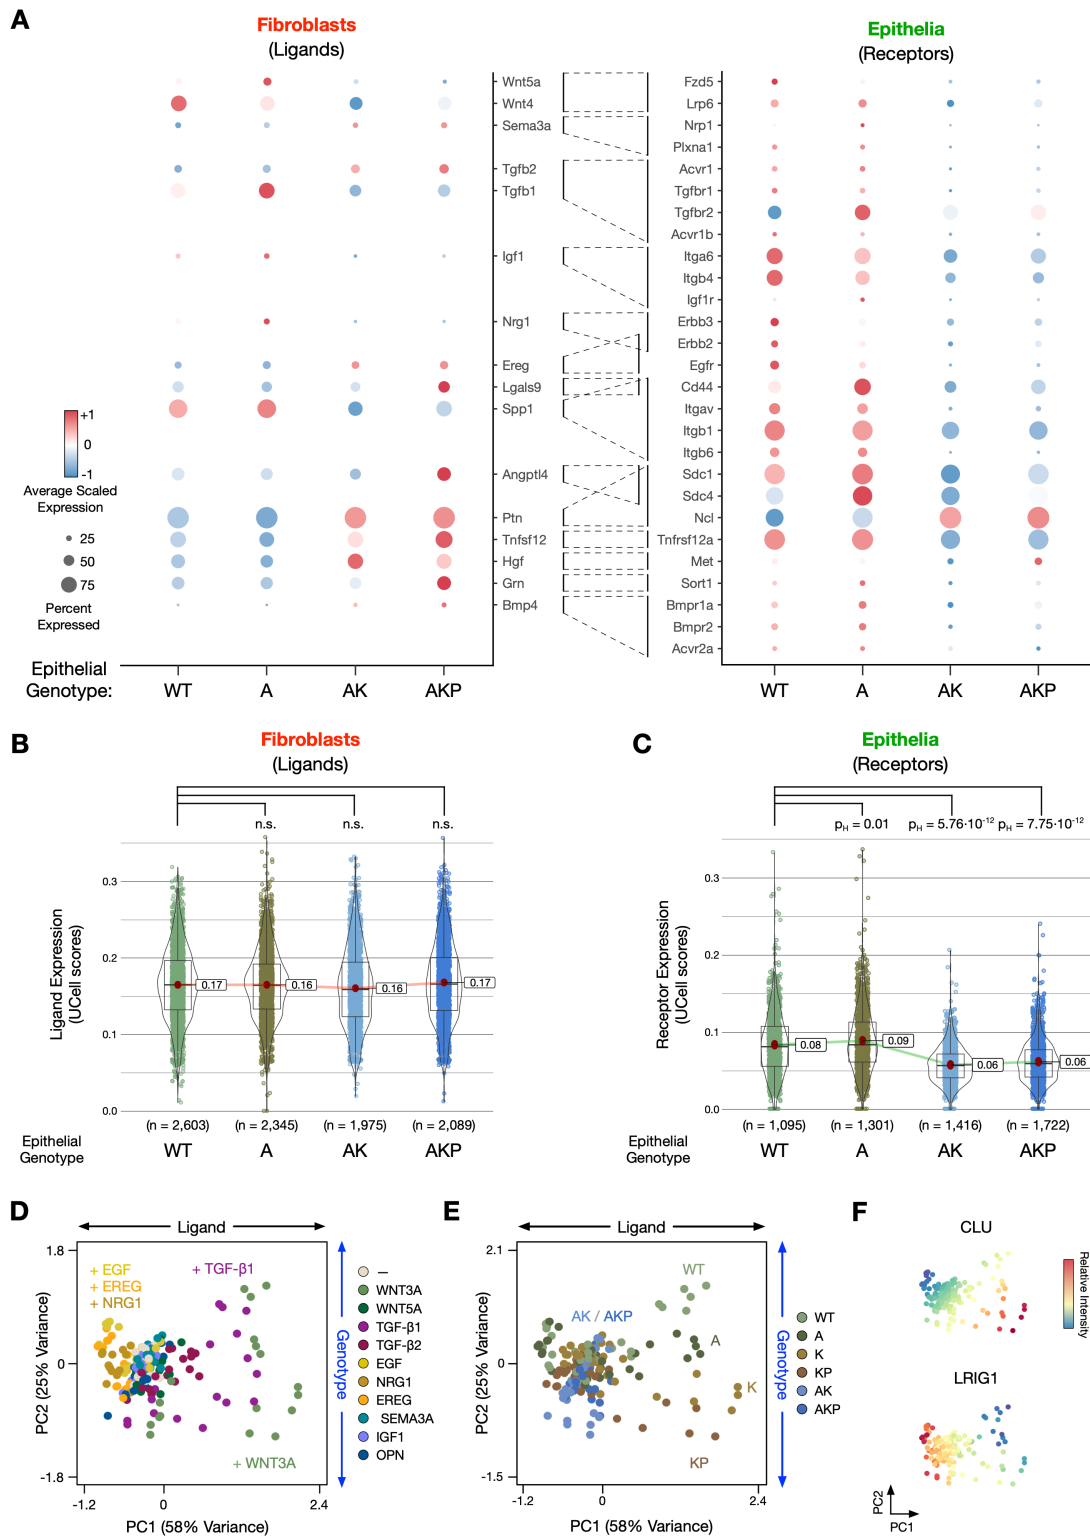 A
Fibroblasts
(Ligands)
Epithelia
(Receptors)
Wnt5a
Wnt4
Sema3a
Tgfb2
Tgfb1
Igf1
Nrg1
Ereg
Lgals9
Spp1
Angptl4
Ptn
Tnfsf12
Hgf
Grn
Bmp4
Fzd5
Lrp6
Nrp1
Plxna1
Acvr1
Tgfbr1
Tgfbr2
Acvr1b
Itga6
Itgb4
Igf1r
Erbb3
Erbb2
Egfr
Cd44
Itgav
Itgb1
Itgb6
Sdc1
Sdc4
Ncl
Tnfrsf12a
Met
Sort1
Bmpr1a
Bmpr2
Acvr2a
+1
0
-1
Average Scaled
Expression
25
50
75
Percent
Expressed
Epithelial
Genotype:
WT A AK AKP
WT A AK AKP
B
Fibroblasts
(Ligands)
n.s. n.s. n.s.
Ligand Expression
(UCell scores)
0.3
0.2
0.1
0.0
0.17
0.16
0.16
0.17
(n = 2,603) (n = 2,345) (n = 1,975) (n = 2,089)
Epithelial
Genotype
WT A AK AKP
C
Epithelia
(Receptors)
pH = 0.01 pH = 5.76·10-12 pH = 7.75·10-12
Receptor Expression
(UCell scores)
0.3
0.2
0.1
0.0
0.08
0.09
0.06
0.06
(n = 1,095) (n = 1,301) (n = 1,416) (n = 1,722)
Epithelial
Genotype
WT A AK AKP
D
Ligand
1.8
0
-1.8
PC2 (25% Variance)
+ EGF
+ EREG
+ NRG1
+ TGF-β1
+ WNT3A
-1.2 0 2.4
PC1 (58% Variance)
Genotype
—
WNT3A
WNT5A
TGF-β1
TGF-β2
EGF
NRG1
EREG
SEMA3A
IGF1
OPN
E
Ligand
2.1
0
-1.5
PC2 (25% Variance)
WT
AK / AKP
A
K
KP
-1.2 0 2.4
PC1 (58% Variance)
Genotype
WT
A
K
KP
AK
AKP
F
CLU
Relative Intensity
LRIG1
PC2
PC1